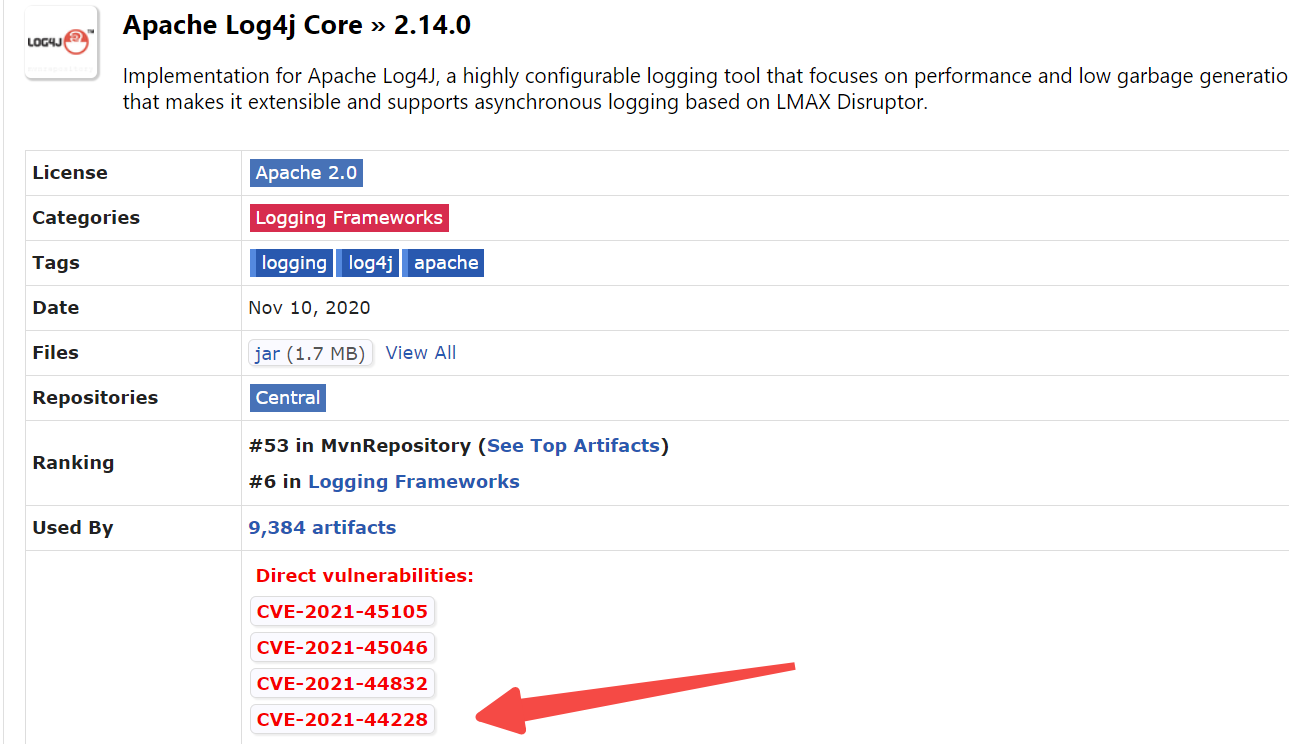 LOG4J
TM
Apache Log4j Core » 2.14.0
Implementation for Apache Log4J, a highly configurable logging tool that focuses on performance and low garbage generatio
that makes it extensible and supports asynchronous logging based on LMAX Disruptor.
License Apache 2.0
Categories Logging Frameworks
Tags logging log4j apache
Date Nov 10, 2020
Files jar (1.7 MB) View All
Repositories Central
Ranking #53 in MvnRepository (See Top Artifacts)
#6 in Logging Frameworks
Used By 9,384 artifacts
Direct vulnerabilities:
CVE-2021-45105
CVE-2021-45046
CVE-2021-44832
CVE-2021-44228